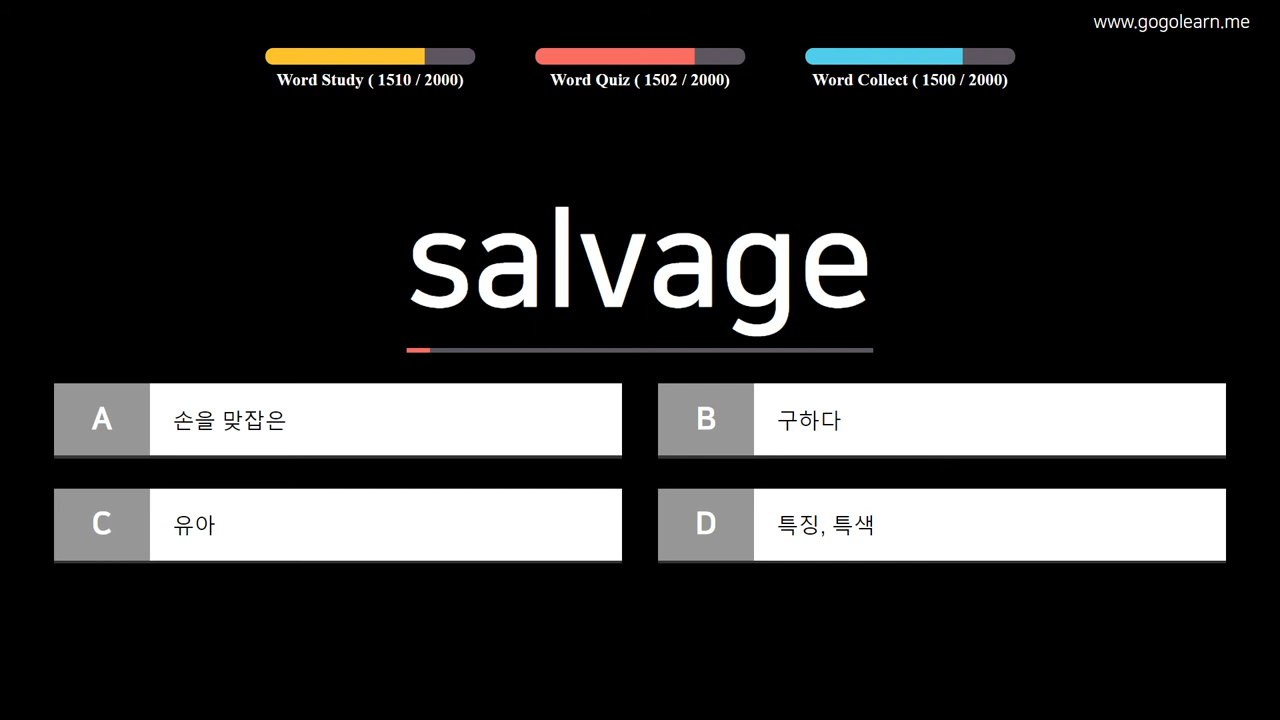 www.gogolearn.me
Word Study ( 1510 / 2000)
Word Quiz ( 1502 / 2000)
Word Collect ( 1500 / 2000)
salvage
A 손을 맞잡은
B 구하다
C 유아
D 특징, 특색